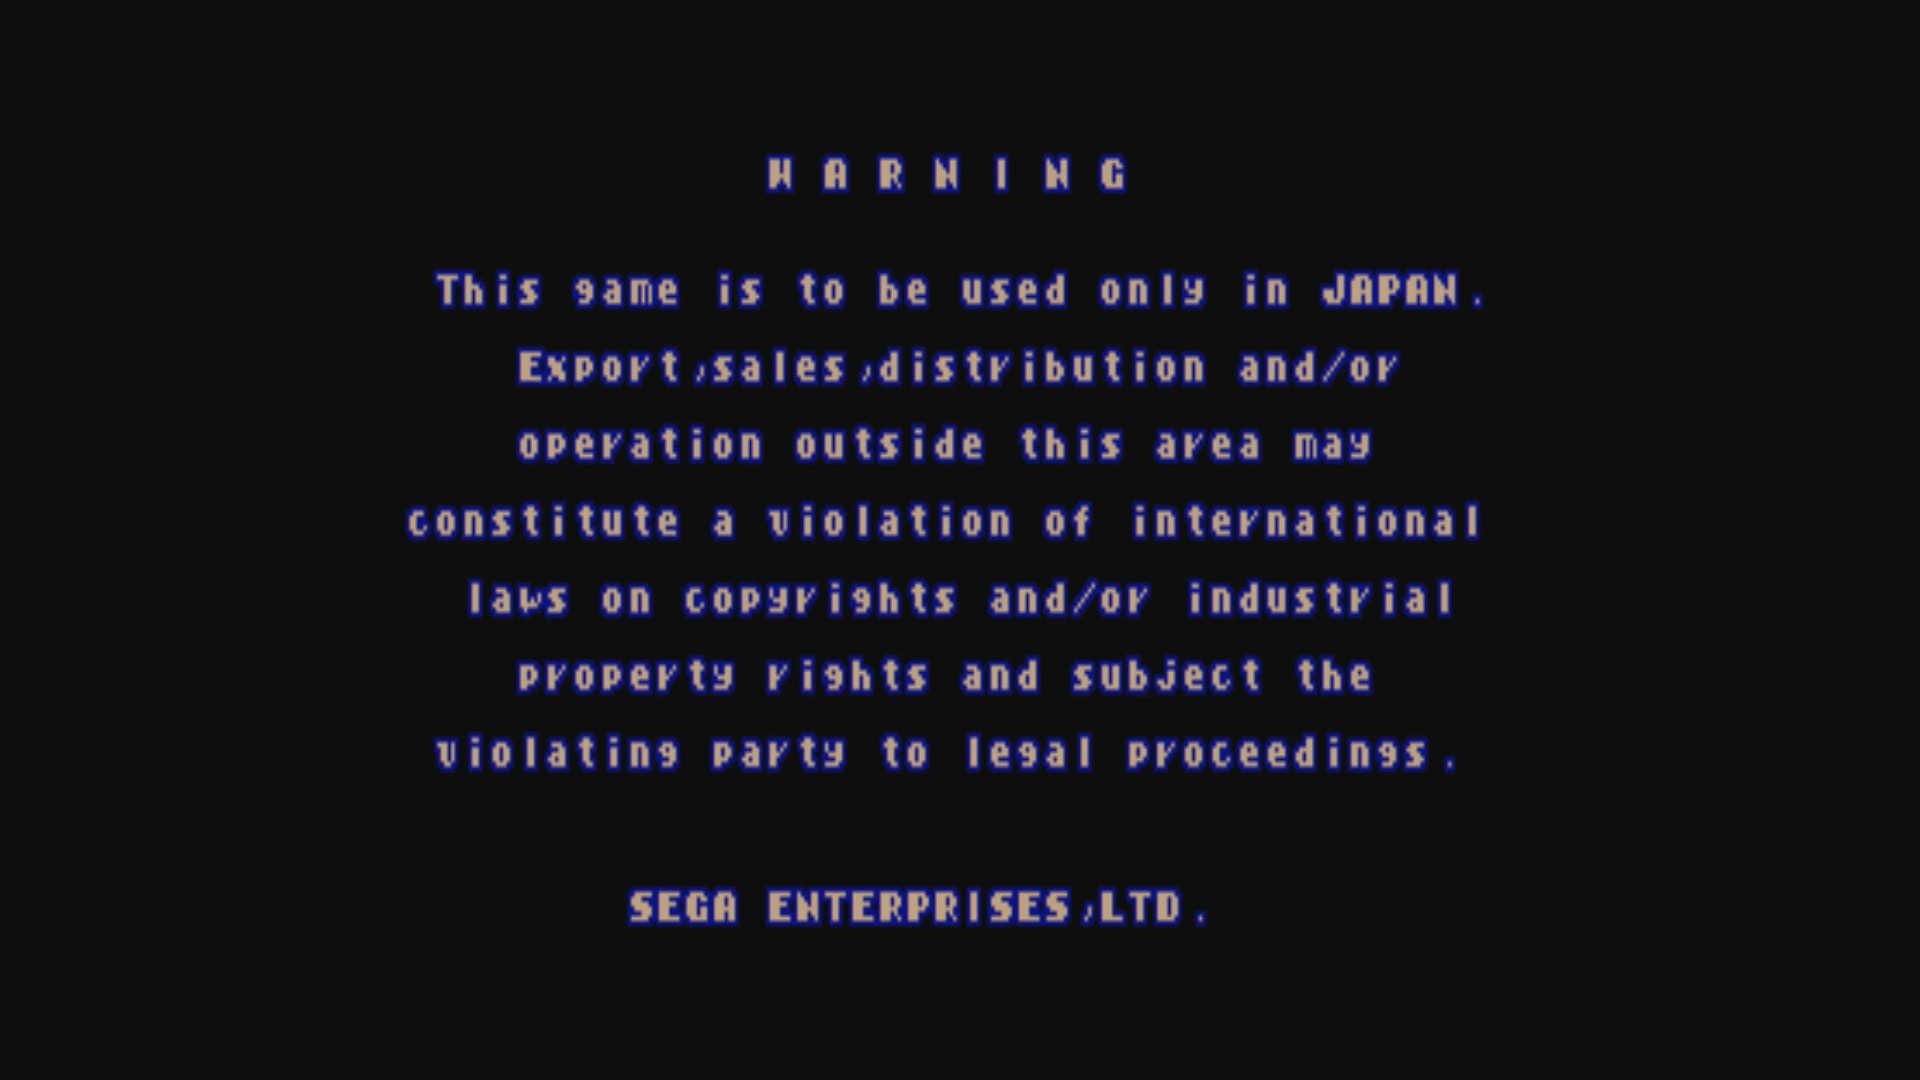 W A R N I N G
This game is to be used only in JAPAN.
Export,sales,distribution and/or
operation outside this area may
constitute a violation of international
laws on copyrights and/or industrial
property rights and subject the
violating party to legal proceedings.
SEGA ENTERPRISES,LTD.